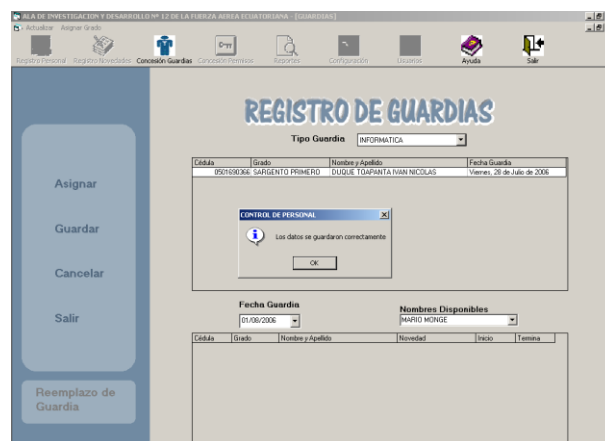 ALA DE INVESTIGACION Y DESARROLLO Nº 12 DE LA FUERZA AEREA ECUATORIANA - [GUARDIAS]
Actualizar Asignar Grado
Registro Personal Registro Novedades Concesión Guardias Concesión Permisos Reportes Configuración Usuarios Ayuda Salir
REGISTRO DE GUARDIAS
Tipo Guardia INFORMATICA
Cédula Grado Nombre y Apellido Fecha Guardia
0501690366 SARGENTO PRIMERO DUQUE TOAPANTA IVAN NICOLAS Viernes, 28 de Julio de 2006
Asignar
Guardar
Cancelar
Salir
Reemplazo de
Guardia
CONTROL DE PERSONAL
Los datos se guardaron correctamente
OK
Fecha Guardia Nombres Disponibles
01/08/2006 MARIO MONGE
Cédula Grado Nombre y Apellido Novedad Inicio Termina